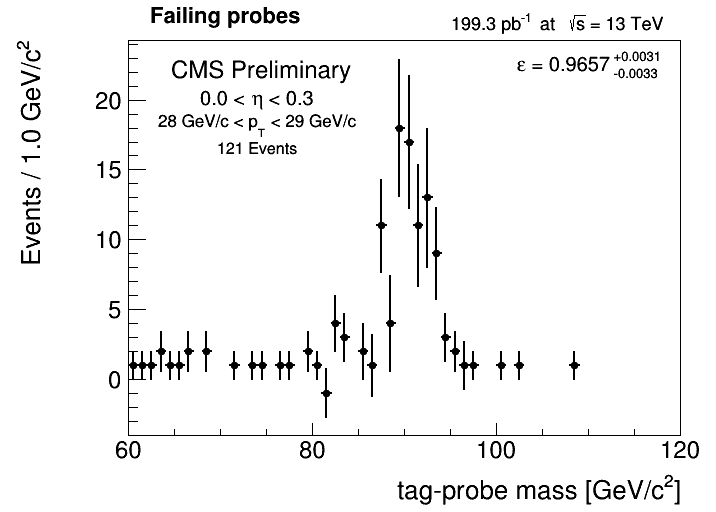 Failing probes
199.3 pb⁻¹ at √s = 13 TeV
CMS Preliminary
0.0 < η < 0.3
28 GeV/c < p_T < 29 GeV/c
121 Events
ε = 0.9657 +0.0031 -0.0033
Events / 1.0 GeV/c²
20
15
10
5
0
60 80 100 120
tag-probe mass [GeV/c²]